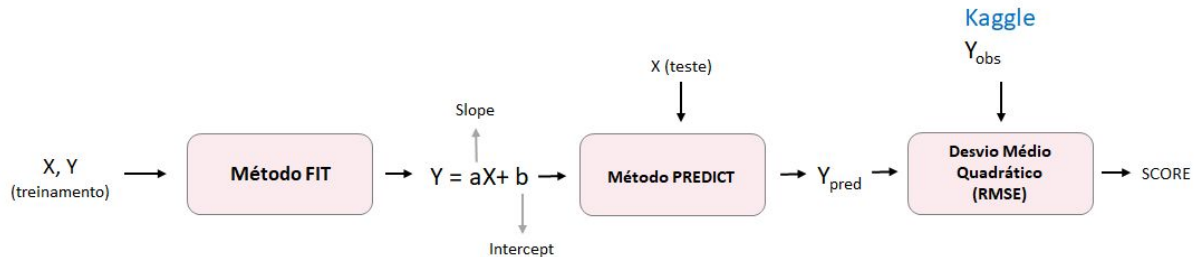 X, Y
(treinamento)
Método FIT
Slope
Y = aX+ b
Intercept
X (teste)
Método PREDICT
Ypred
Kaggle
Yobs
Desvio Médio
Quadrático
(RMSE)
SCORE